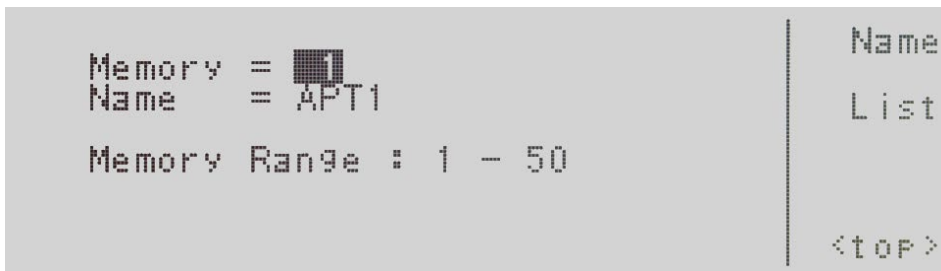 Memory = 1
Name = APT1
Memory Range : 1 - 50
Name
List
<top>